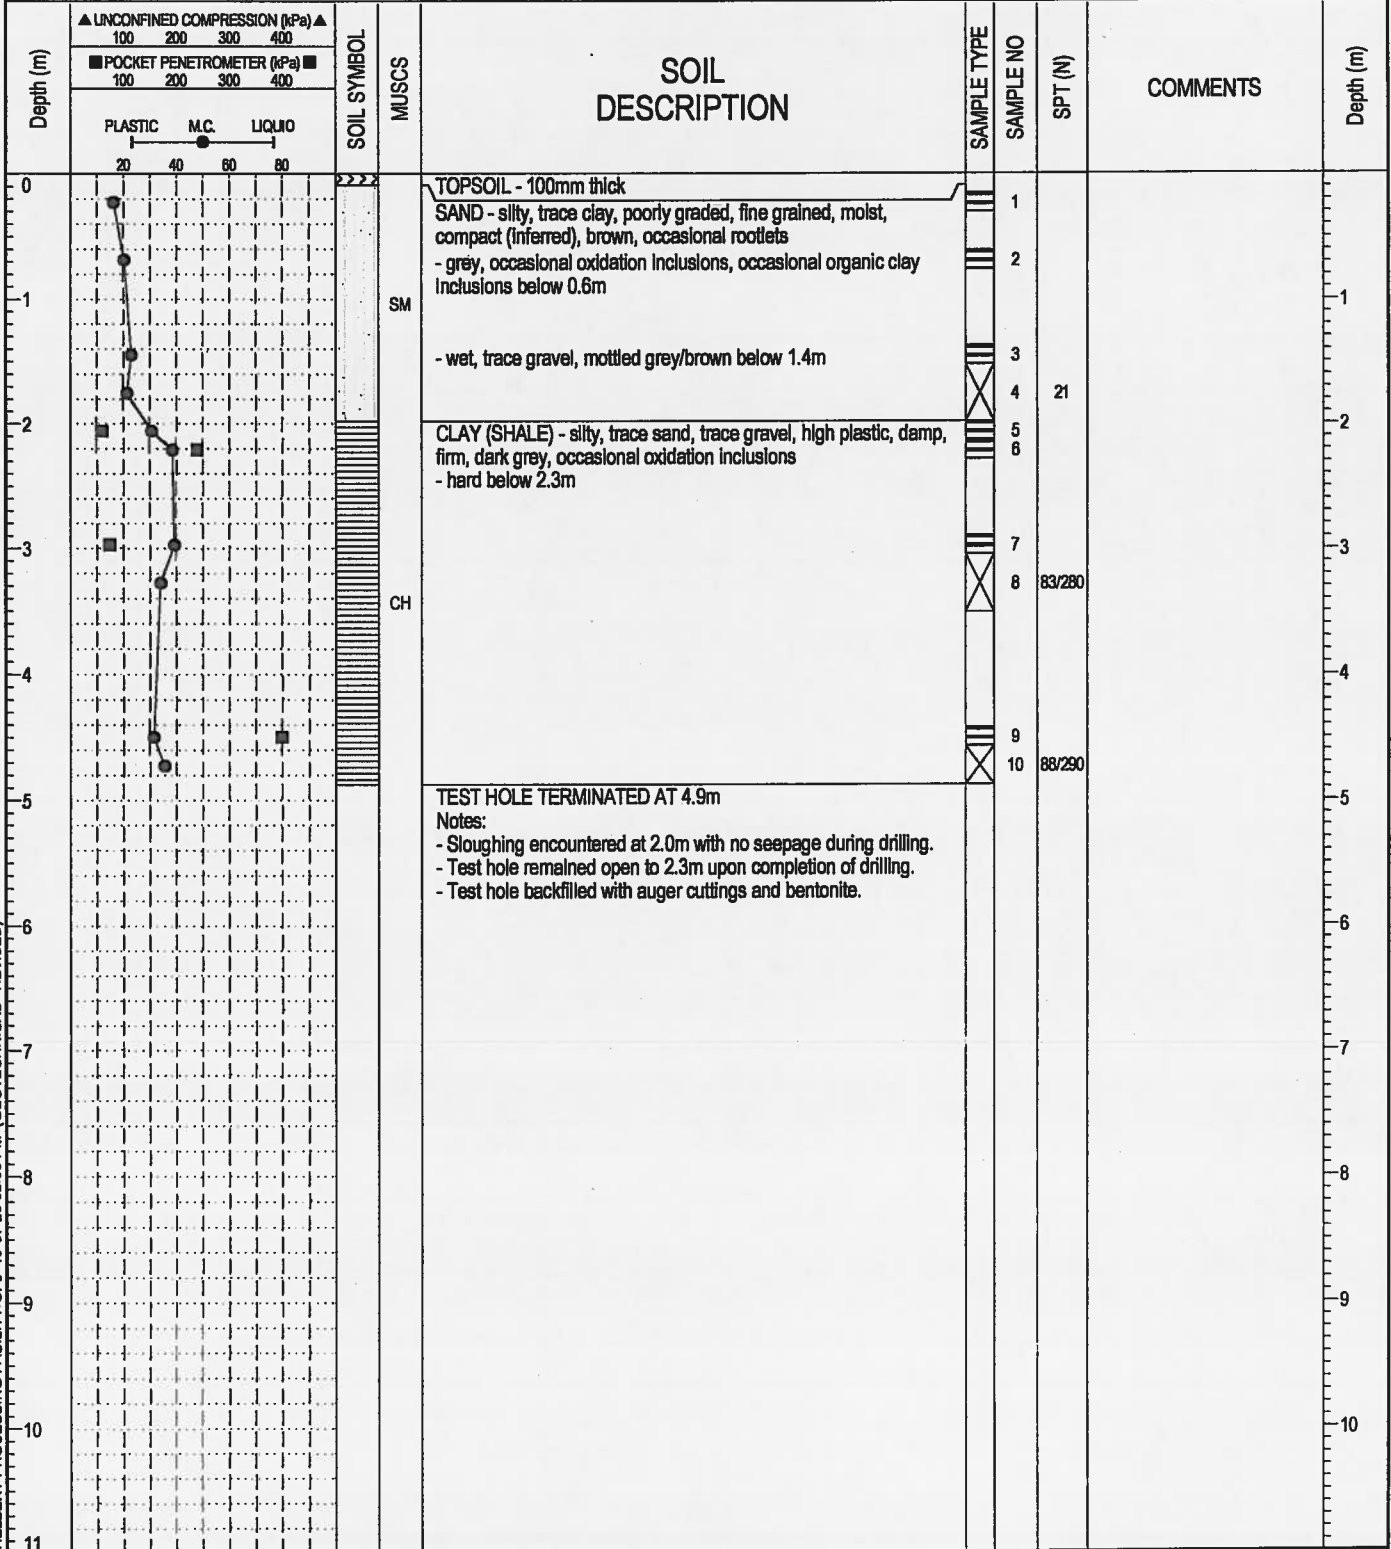 ▲ UNCONFINED COMPRESSION (kPa) ▲
100 200 300 400
■ POCKET PENETROMETER (kPa) ■
100 200 300 400
PLASTIC M.C. LIQUID
20 40 60 80
Depth (m)
SOIL SYMBOL
MUSCS
SOIL
DESCRIPTION
SAMPLE TYPE
SAMPLE NO
SPT (N)
COMMENTS
Depth (m)
0
TOPSOIL - 100mm thick
1
SAND - silty, trace clay, poorly graded, fine grained, moist,
compact (inferred), brown, occasional rootlets
- grey, occasional oxidation inclusions, occasional organic clay
inclusions below 0.6m
2
1
SM
1
- wet, trace gravel, mottled grey/brown below 1.4m
3
4 21
2
2
CLAY (SHALE) - silty, trace sand, trace gravel, high plastic, damp,
firm, dark grey, occasional oxidation inclusions
- hard below 2.3m
5
6
3
7
3
8 83/280
CH
4
4
9
10 88/290
5
5
TEST HOLE TERMINATED AT 4.9m
Notes:
- Sloughing encountered at 2.0m with no seepage during drilling.
- Test hole remained open to 2.3m upon completion of drilling.
- Test hole backfilled with auger cuttings and bentonite.
6
6
7
7
8
8
9
9
10
10
11